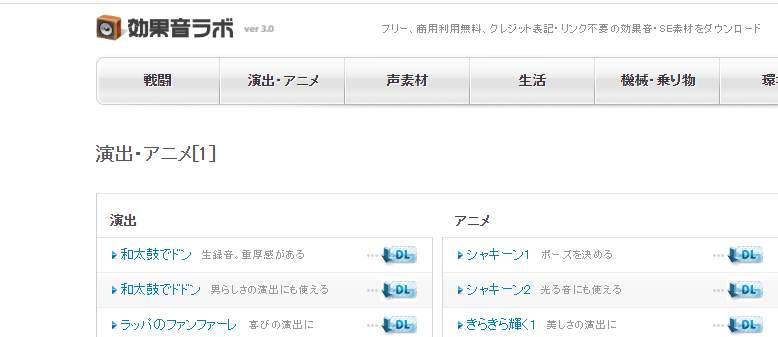 効果音ラボ ver 3.0
フリー、商用利用無料、クレジット表記・リンク不要の効果音・SE素材をダウンロード
戦闘 演出・アニメ 声素材 生活 機械・乗り物 環
演出・アニメ[1]
演出
和太鼓でドン 生録音。重厚感がある DL
和太鼓でドドン 男らしさの演出にも使える DL
ラッパのファンファーレ 喜びの演出に DL
アニメ
シャキーン1 ポーズを決める DL
シャキーン2 光る音にも使える DL
きらきら輝く1 美しさの演出に DL